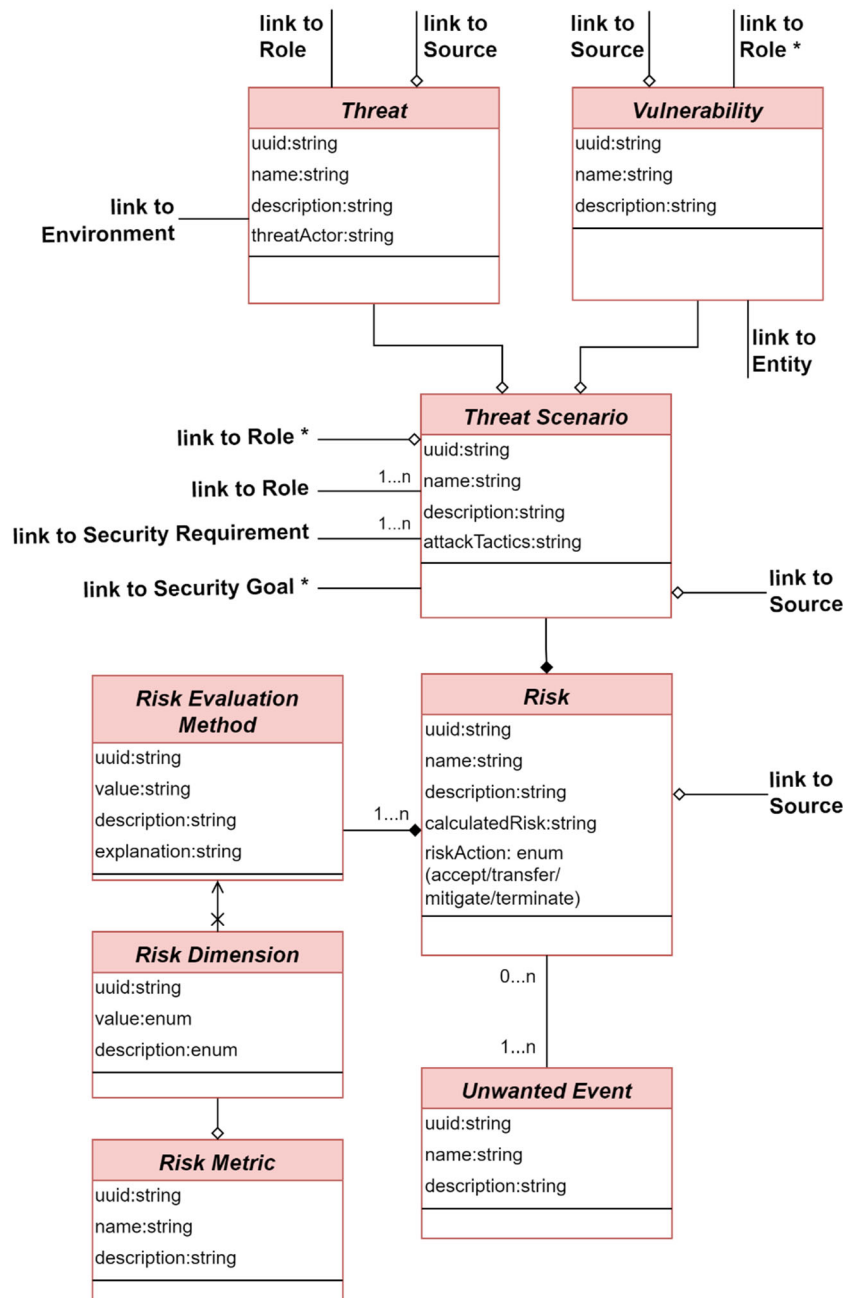 link to
Role
link to
Source
link to
Source
link to
Role *
Threat
uuid:string
name:string
description:string
threatActor:string
link to
Environment
Vulnerability
uuid:string
name:string
description:string
link to
Entity
Threat Scenario
uuid:string
name:string
description:string
attackTactics:string
link to Role *
link to Role
1...n
link to Security Requirement
1...n
link to Security Goal *
link to
Source
Risk Evaluation
Method
uuid:string
value:string
description:string
explanation:string
1...n
Risk
uuid:string
name:string
description:string
calculatedRisk:string
riskAction: enum
(accept/transfer/
mitigate/terminate)
link to
Source
Risk Dimension
uuid:string
value:enum
description:enum
0...n
1...n
Unwanted Event
uuid:string
name:string
description:string
Risk Metric
uuid:string
name:string
description:string